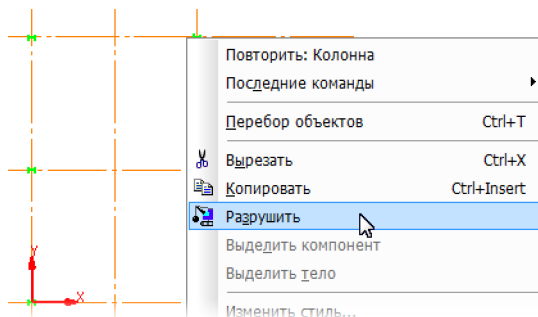 Повторить: Колонна
Последние команды
Перебор объектов Ctrl+T
Вырезать Ctrl+X
Копировать Ctrl+Insert
Разрушить
Выделить компонент
Выделить тело
Изменить стиль...
Y
X